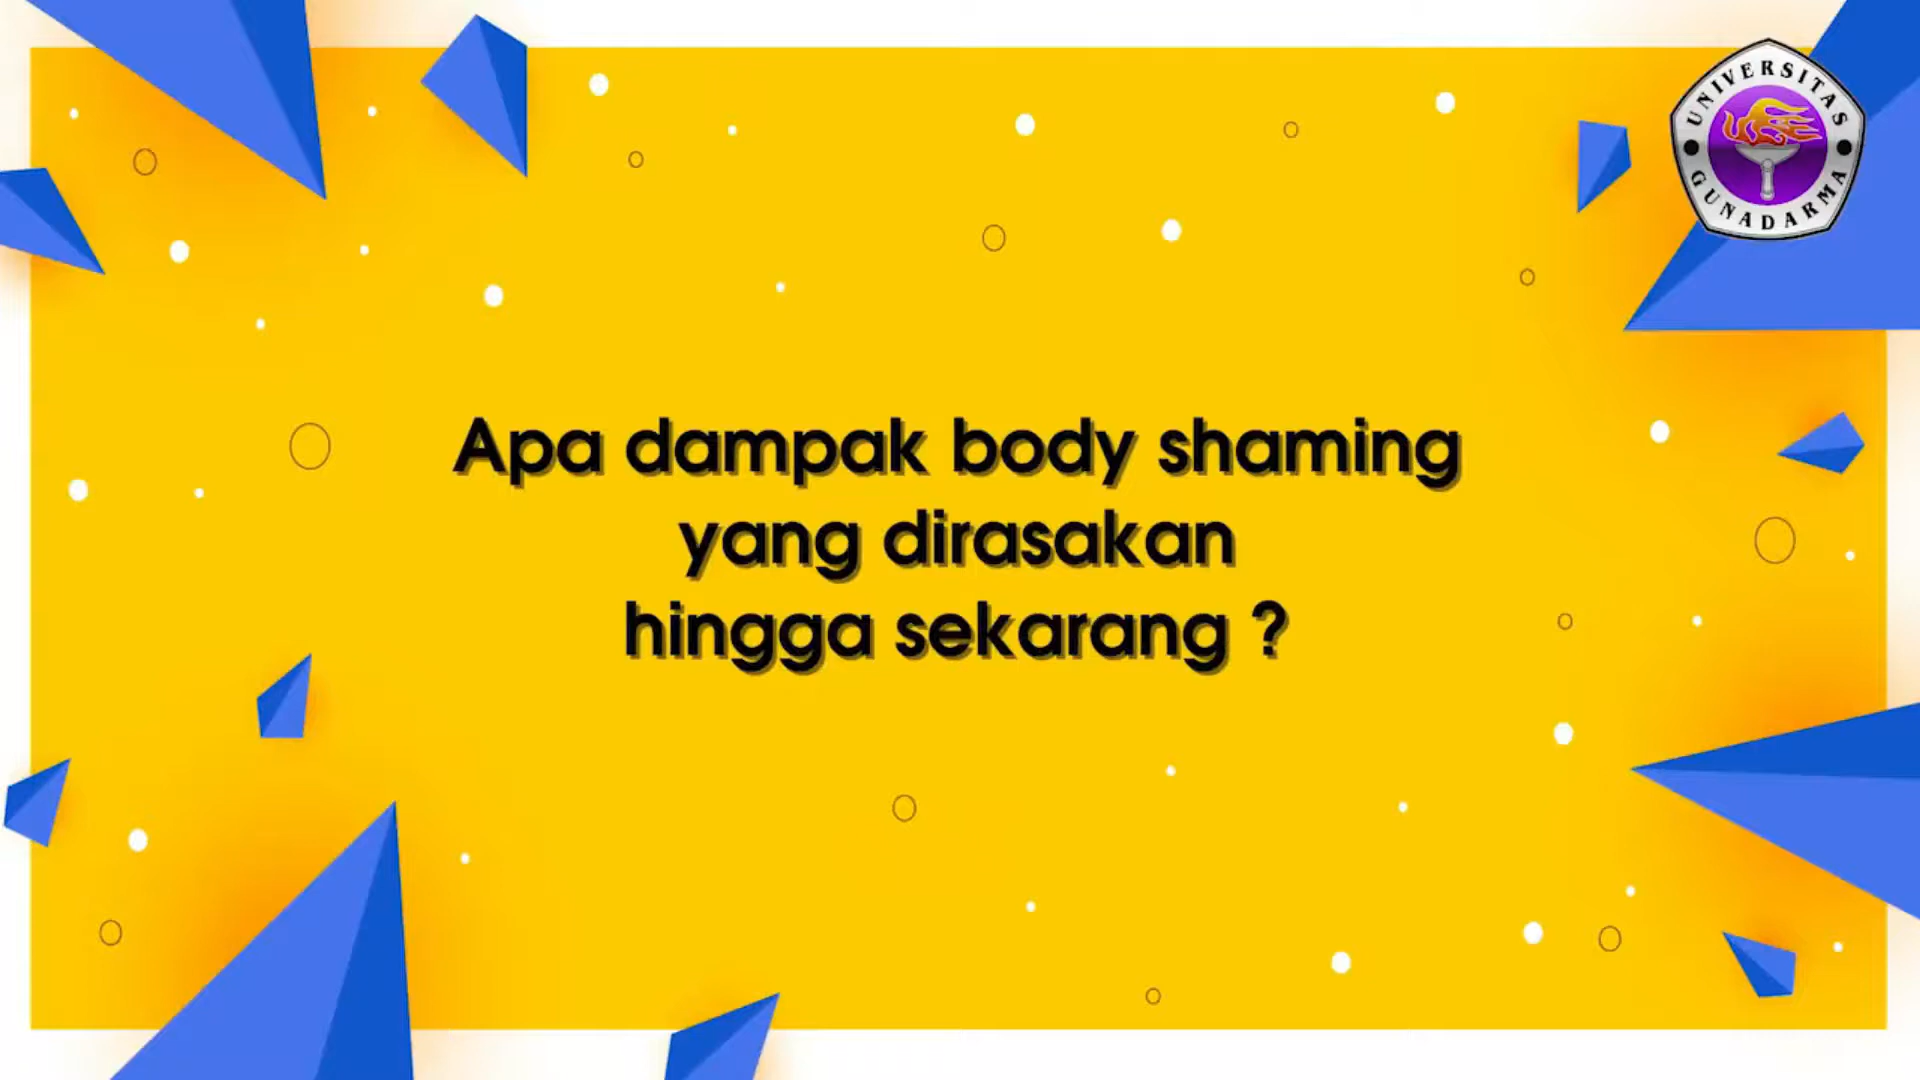 UNIVERSITAS
GUNADARMA
Apa dampak body shaming
yang dirasakan
hingga sekarang ?